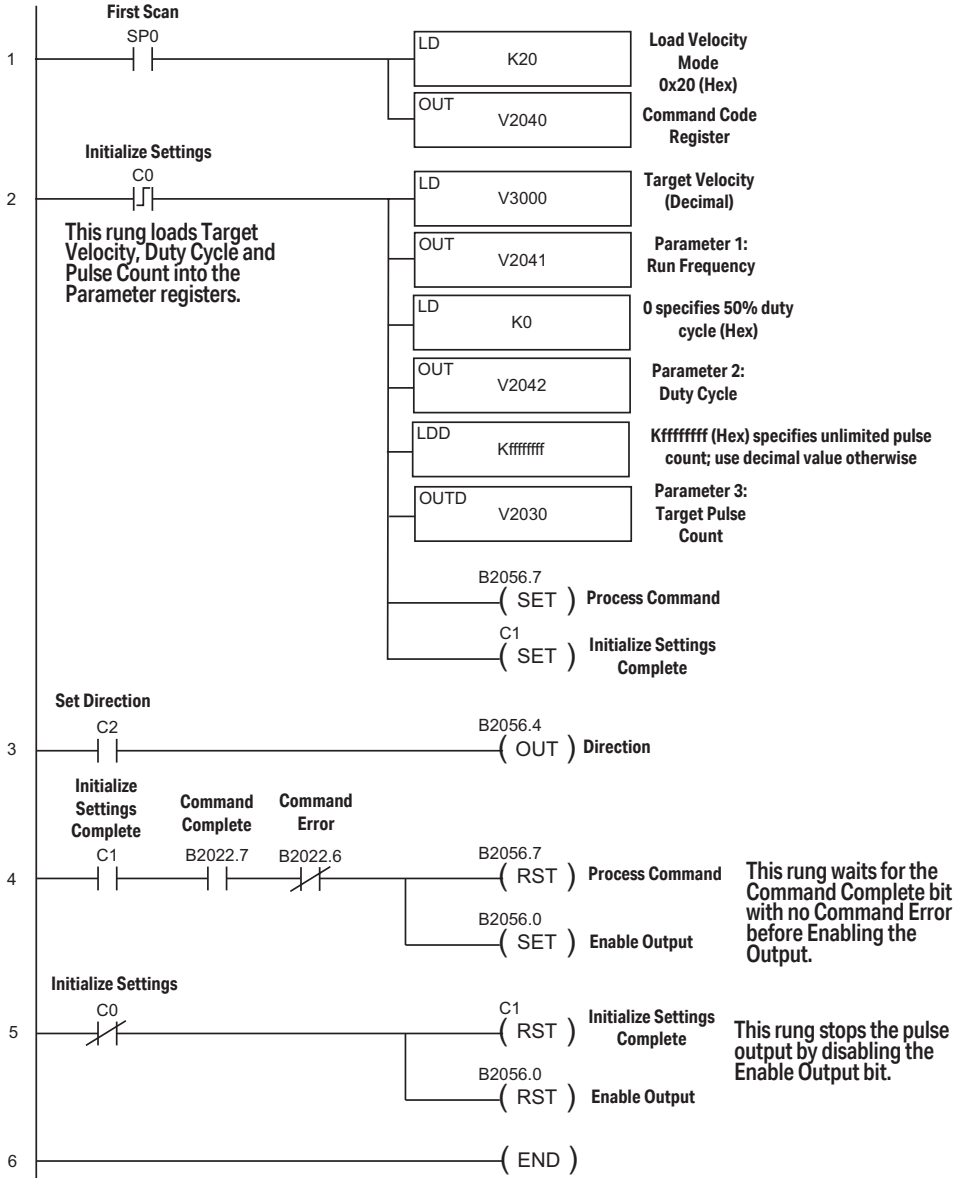 First Scan
SP0
1
LD
K20
Load Velocity
Mode
0x20 (Hex)
OUT
V2040
Command Code
Register
Initialize Settings
C0
2
This rung loads Target
Velocity, Duty Cycle and
Pulse Count into the
Parameter registers.
LD
V3000
Target Velocity
(Decimal)
OUT
V2041
Parameter 1:
Run Frequency
LD
K0
0 specifies 50% duty
cycle (Hex)
OUT
V2042
Parameter 2:
Duty Cycle
LDD
Kffffffff
Kffffffff (Hex) specifies unlimited pulse
count; use decimal value otherwise
OUTD
V2030
Parameter 3:
Target Pulse
Count
B2056.7
( SET ) Process Command
C1
( SET ) Initialize Settings
Complete
Set Direction
C2
3
B2056.4
( OUT ) Direction
Initialize
Settings
Complete
C1
Command
Complete
B2022.7
Command
Error
B2022.6
4
B2056.7
( RST ) Process Command
B2056.0
( SET ) Enable Output
This rung waits for the
Command Complete bit
with no Command Error
before Enabling the
Output.
Initialize Settings
C0
5
C1
( RST ) Initialize Settings
Complete
B2056.0
( RST ) Enable Output
This rung stops the pulse
output by disabling the
Enable Output bit.
6
( END )